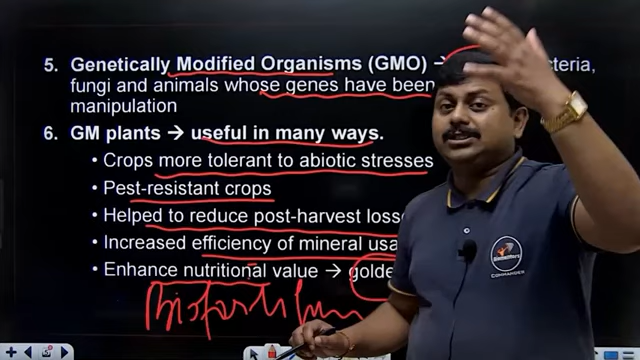 5. Genetically Modified Organisms (GMO) →
fungi and animals whose genes have been
manipulation
6. GM plants → useful in many ways.
• Crops more tolerant to abiotic stresses
• Pest-resistant crops
• Helped to reduce post-harvest
• Increased efficiency of mineral
• Enhance nutritional value →
COMMANDER